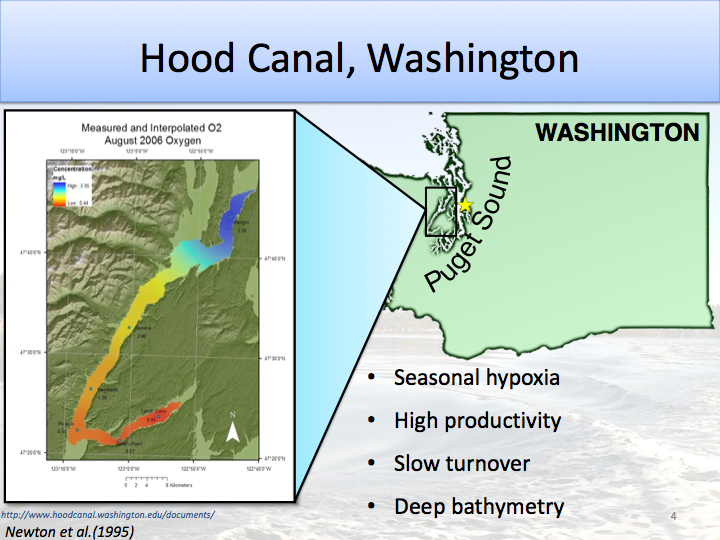 Hood Canal, Washington
Measured and Interpolated O2
August 2006 Oxygen
123°10'0"W 123°0'0"W 122°50'0"W
Concentration
mg/L
High : 5.55
Low : 0.44
47°40'0"N
47°40'0"N
47°30'0"N
47°30'0"N
47°20'0"N
47°20'0"N
N
123°10'0"W 123°0'0"W 122°50'0"W 122°40'0"W
0 2 4 8 Kilometers
WASHINGTON
Puget Sound
• Seasonal hypoxia
• High productivity
• Slow turnover
• Deep bathymetry
http://www.hoodcanal.washington.edu/documents/
Newton et al.(1995)
4